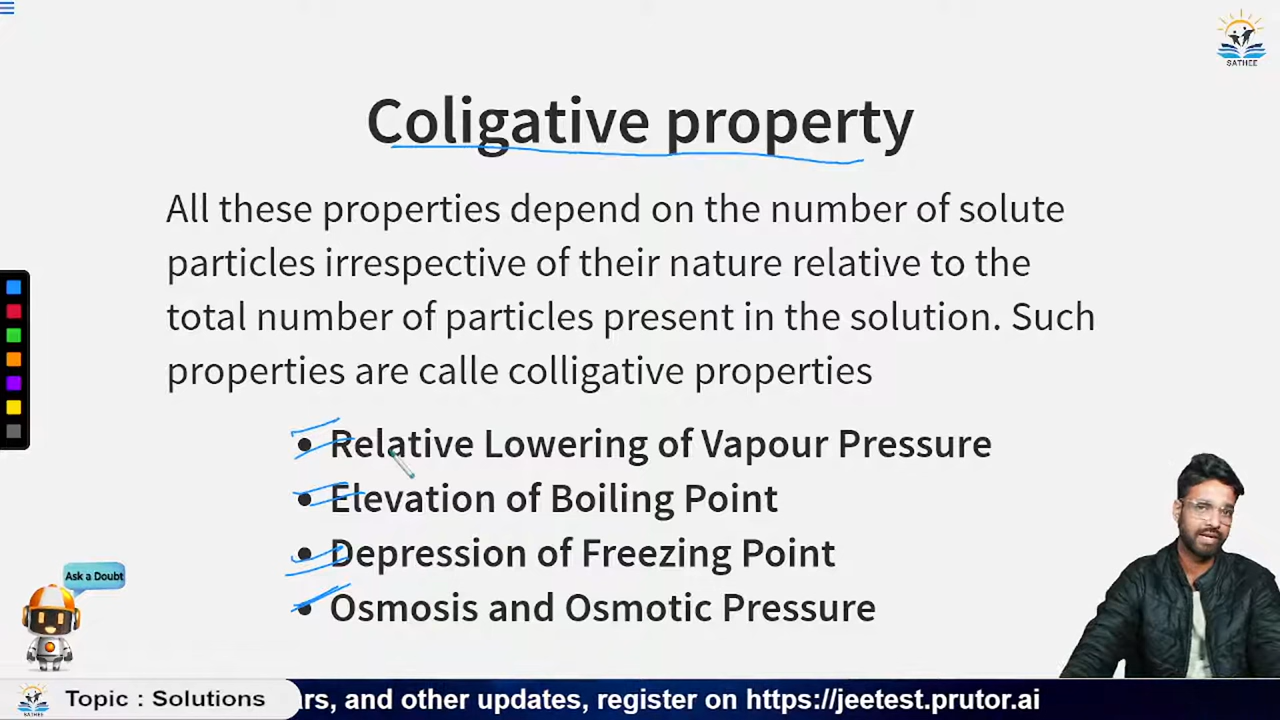 SATHEE
Coligative property
All these properties depend on the number of solute
particles irrespective of their nature relative to the
total number of particles present in the solution. Such
properties are calle colligative properties
• Relative Lowering of Vapour Pressure
• Elevation of Boiling Point
• Depression of Freezing Point
• Osmosis and Osmotic Pressure
Ask a Doubt
SATHEE
Topic : Solutions
ars, and other updates, register on https://jeetest.prutor.ai